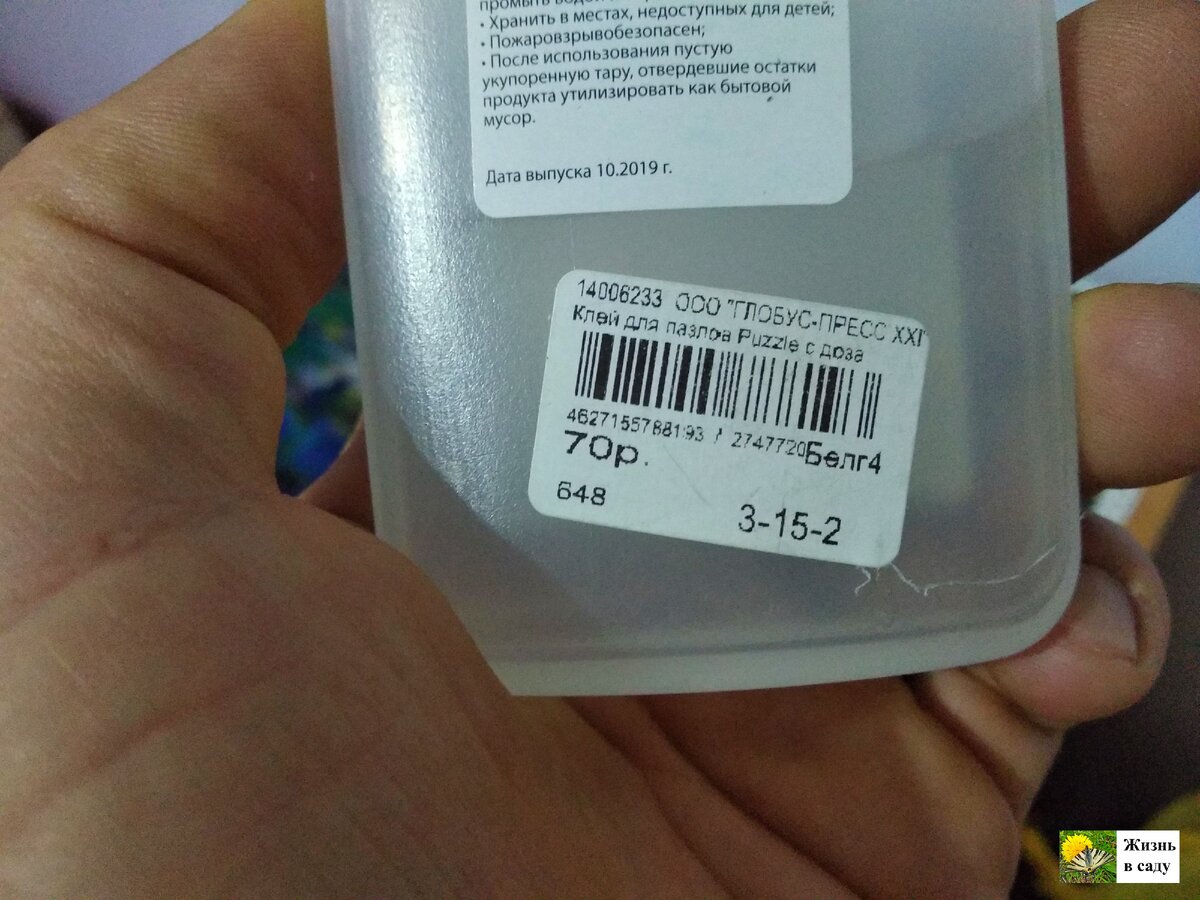 промыть водой
• Хранить в местах, недоступных для детей;
• Пожаровзрывобезопасен;
• После использования пустую
укупоренную тару, отвердевшие остатки
продукта утилизировать как бытовой
мусор.
Дата выпуска 10.2019 г.
14006233 ООО "ГЛОБУС-ПРЕСС XXI"
Клей для пазлов Puzzle с доза
4627155788193 / 2747720 Белг4
70р.
648
3-15-2
Жизнь
в саду